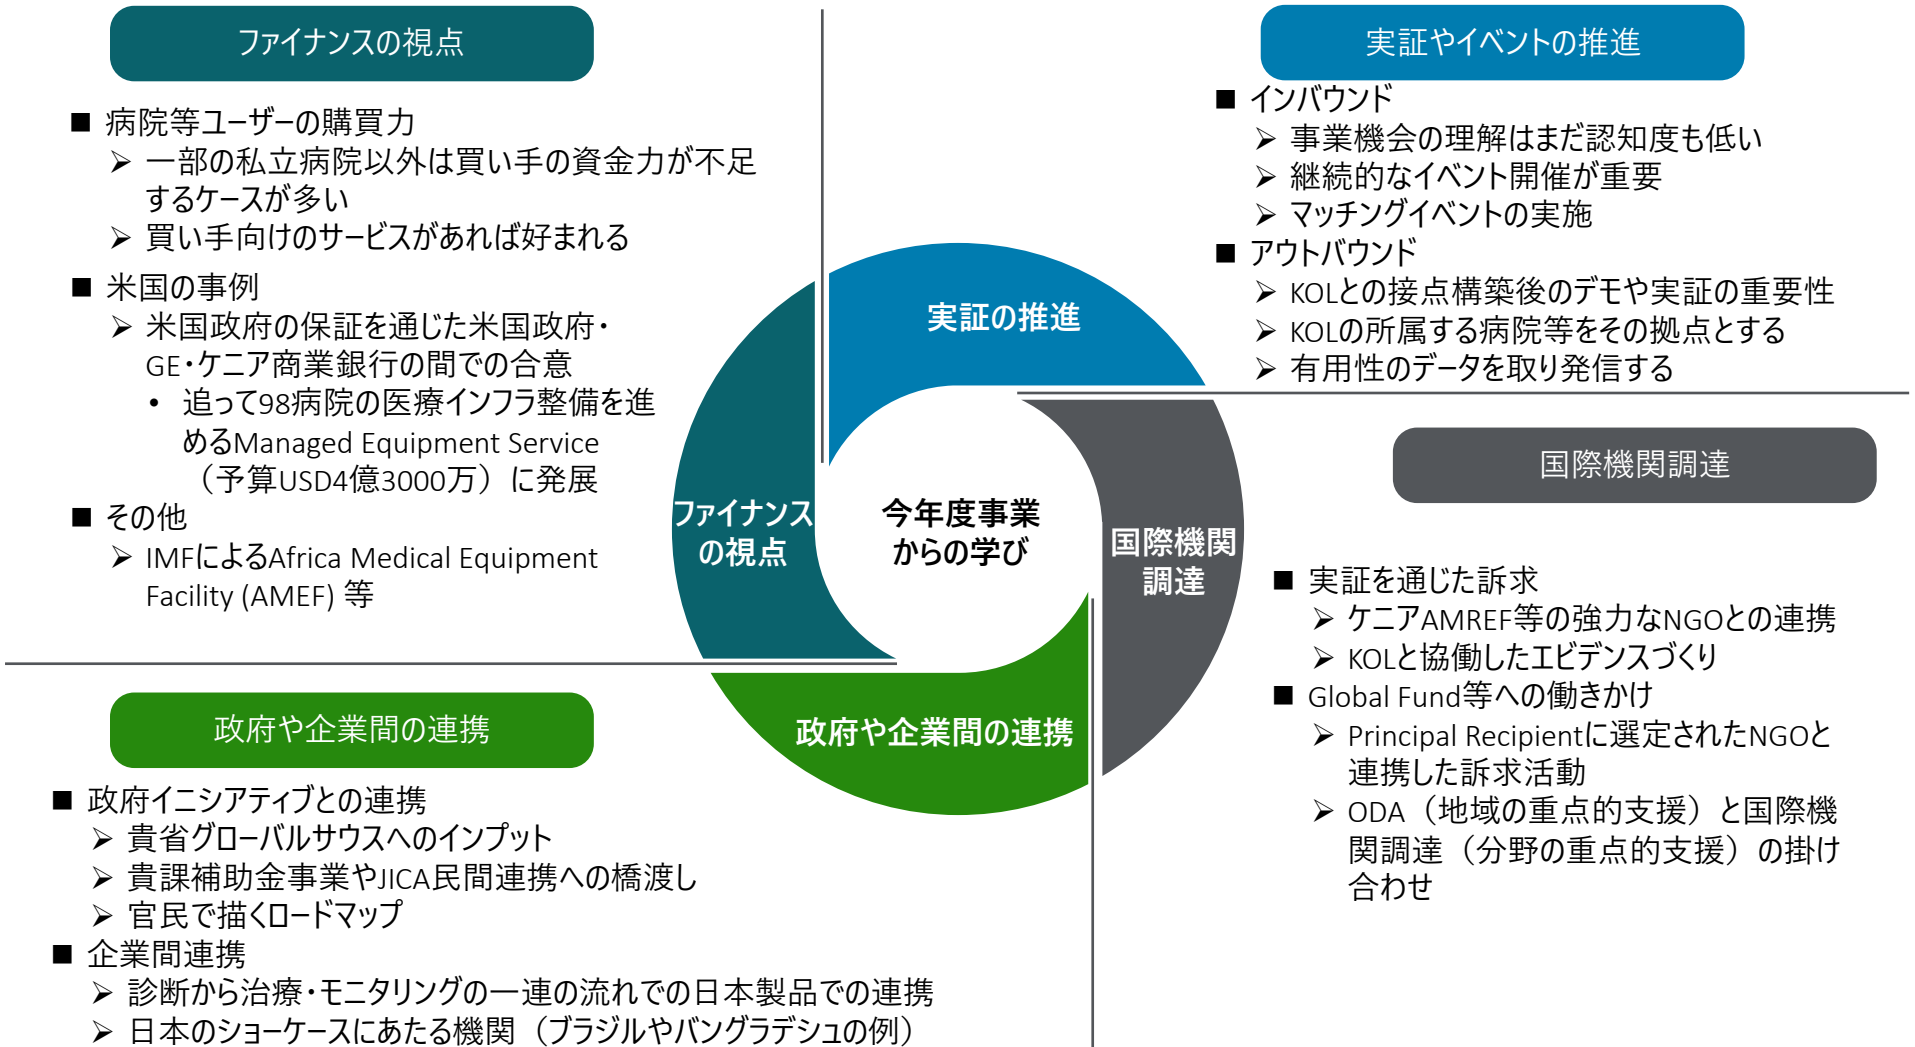 ファイナンスの視点
■ 病院等ユーザーの購買力
➢ 一部の私立病院以外は買い手の資金力が不足
するケースが多い
➢ 買い手向けのサービスがあれば好まれる
■ 米国の事例
➢ 米国政府の保証を通じた米国政府・
GE・ケニア商業銀行の間での合意
• 追って98病院の医療インフラ整備を進
めるManaged Equipment Service
（予算USD4億3000万）に発展
■ その他
➢ IMFによるAfrica Medical Equipment
Facility (AMEF) 等
実証やイベントの推進
■ インバウンド
➢ 事業機会の理解はまだ認知度も低い
➢ 継続的なイベント開催が重要
➢ マッチングイベントの実施
■ アウトバウンド
➢ KOLとの接点構築後のデモや実証の重要性
➢ KOLの所属する病院等をその拠点とする
➢ 有用性のデータを取り発信する
実証の推進
ファイナンス
の視点
今年度事業
からの学び
国際機関
調達
政府や企業間の連携
国際機関調達
■ 実証を通じた訴求
➢ ケニアAMREF等の強力なNGOとの連携
➢ KOLと協働したエビデンスづくり
■ Global Fund等への働きかけ
➢ Principal Recipientに選定されたNGOと
連携した訴求活動
➢ ODA（地域の重点的支援）と国際機
関調達（分野の重点的支援）の掛け
合わせ
政府や企業間の連携
■ 政府イニシアティブとの連携
➢ 貴省グローバルサウスへのインプット
➢ 貴課補助金事業やJICA民間連携への橋渡し
➢ 官民で描くロードマップ
■ 企業間連携
➢ 診断から治療・モニタリングの一連の流れでの日本製品での連携
➢ 日本のショーケースにあたる機関（ブラジルやバングラデシュの例）